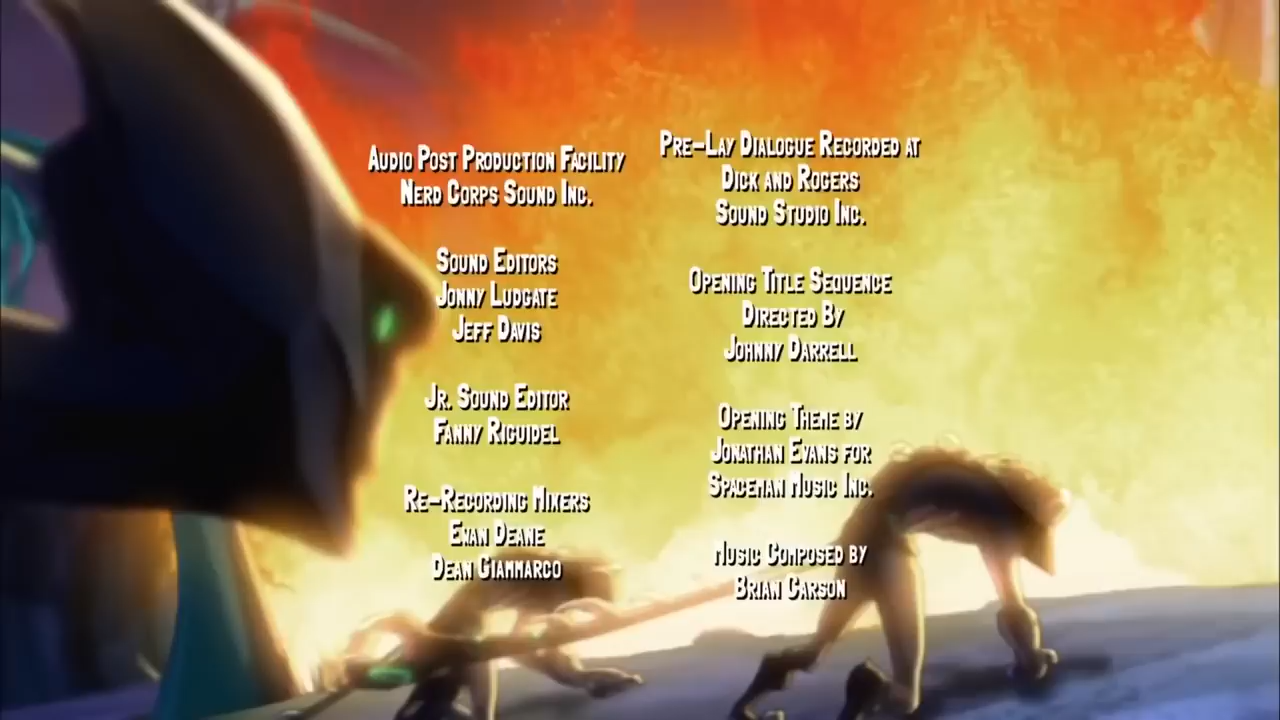 Audio Post Production Facility
Nerd Corps Sound Inc.
Sound Editors
Jonny Ludgate
Jeff Davis
Jr. Sound Editor
Fanny Riguidel
Re-Recording Mixers
Ewan Deane
Dean Giammarco
Pre-Lay Dialogue Recorded at
Dick and Rogers
Sound Studio Inc.
Opening Title Sequence
Directed By
Johnny Darrell
Opening Theme by
Jonathan Evans for
Spaceman Music Inc.
Music Composed by
Brian Carson